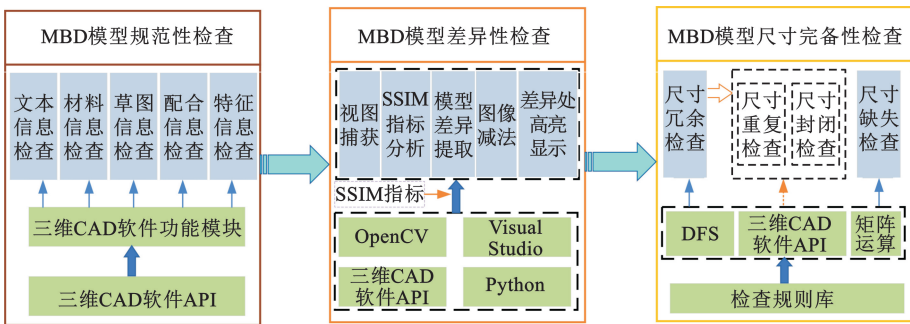 MBD模型规范性检查
文本
信息
检查
材料
信息
检查
草图
信息
检查
配合
信息
检查
特征
信息
检查
三维CAD软件功能模块
三维CAD软件API
MBD模型差异性检查
视图
捕获
SSIM
指标
分析
模型
差异
提取
图像
减法
差异处
高亮
显示
SSIM指标
OpenCV
Visual
Studio
三维CAD
软件API
Python
MBD模型尺寸完备性检查
尺寸
冗余
检查
尺寸
重复
检查
尺寸
封闭
检查
尺寸
缺失
检查
DFS
三维CAD
软件API
矩阵
运算
检查规则库